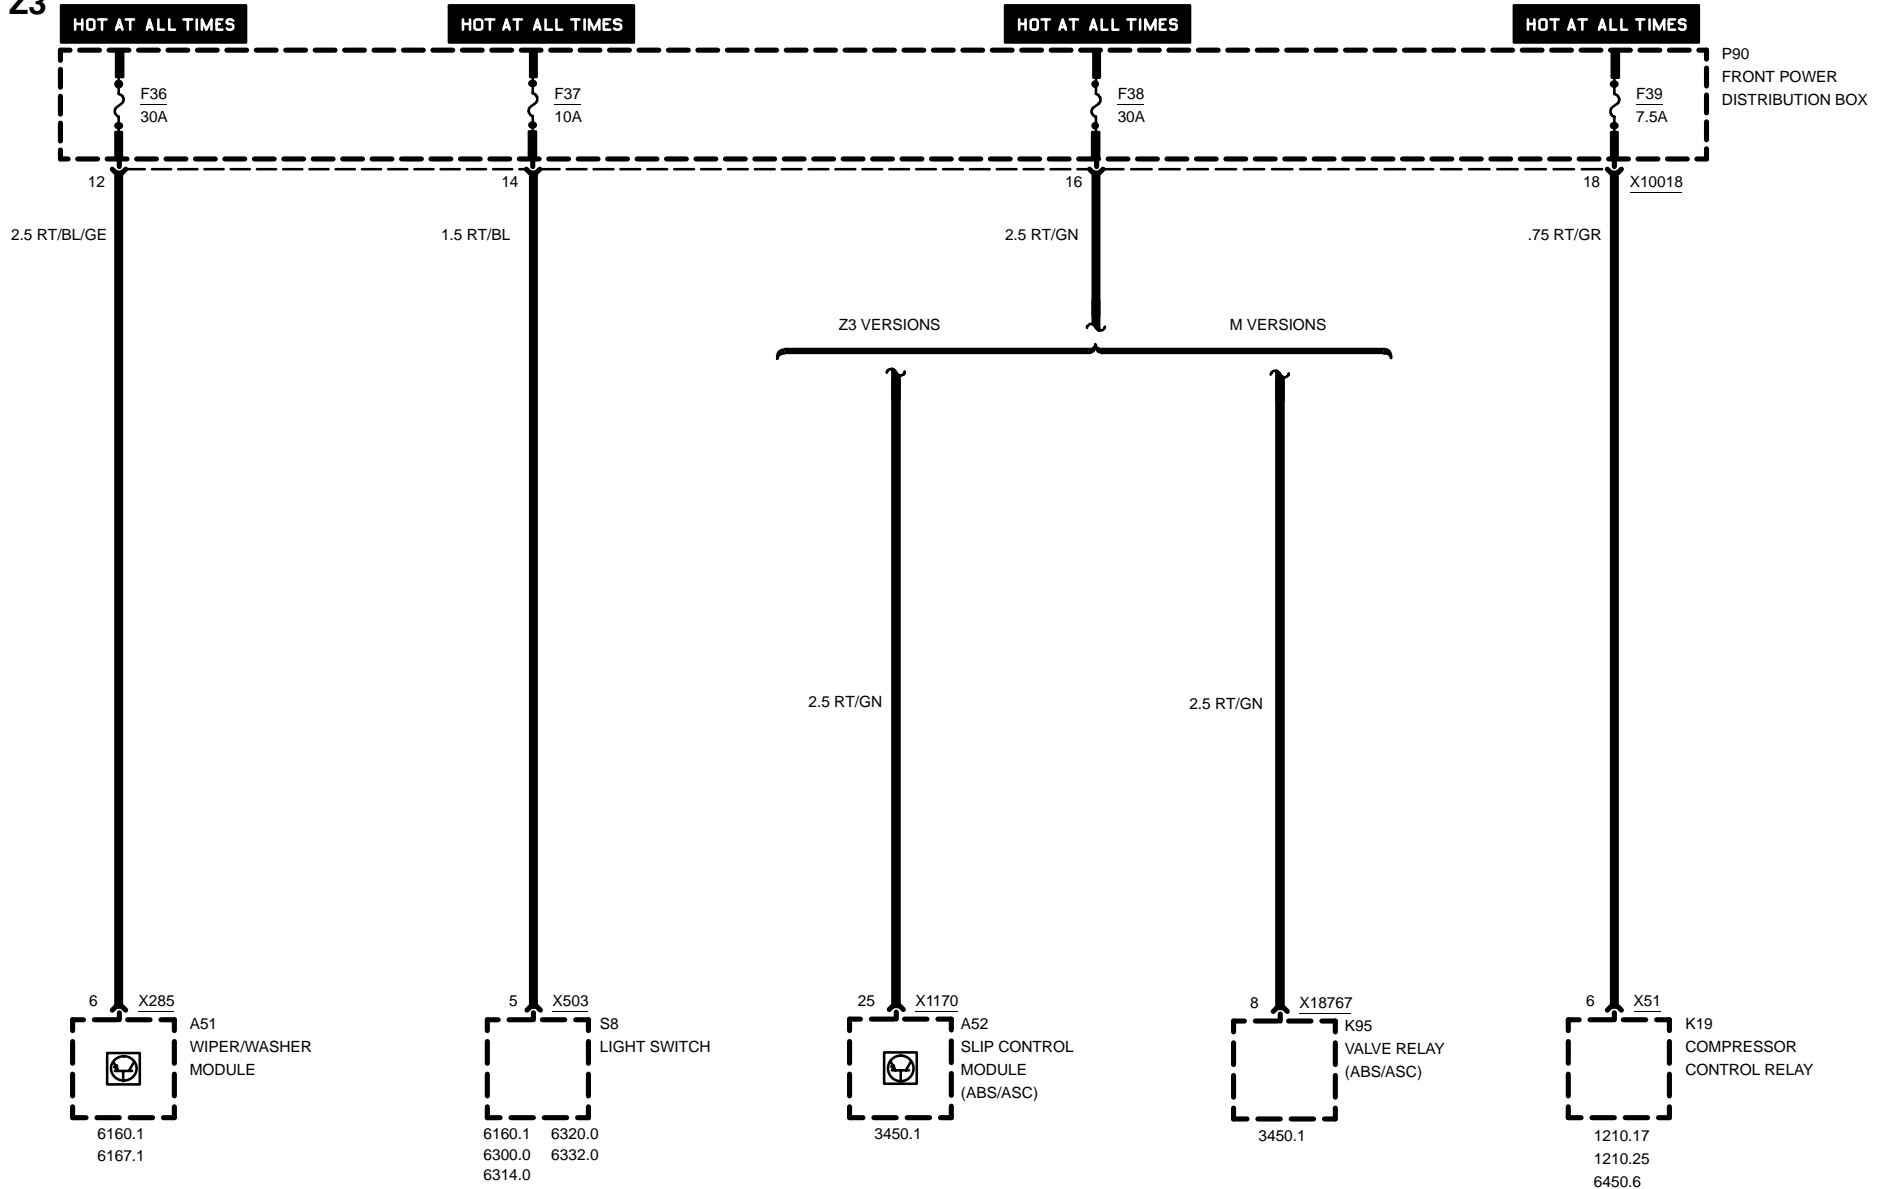 Z3
HOT AT ALL TIMES
HOT AT ALL TIMES
HOT AT ALL TIMES
HOT AT ALL TIMES
P90
FRONT POWER
DISTRIBUTION BOX
F36
30A
F37
10A
F38
30A
F39
7.5A
12
14
16
18
X10018
2.5 RT/BL/GE
1.5 RT/BL
2.5 RT/GN
.75 RT/GR
Z3 VERSIONS
M VERSIONS
2.5 RT/GN
2.5 RT/GN
6
X285
A51
WIPER/WASHER
MODULE
6160.1
6167.1
5
X503
S8
LIGHT SWITCH
6160.1 6320.0
6300.0 6332.0
6314.0
25
X1170
A52
SLIP CONTROL
MODULE
(ABS/ASC)
3450.1
8
X18767
K95
VALVE RELAY
(ABS/ASC)
3450.1
6
X51
K19
COMPRESSOR
CONTROL RELAY
1210.17
1210.25
6450.6